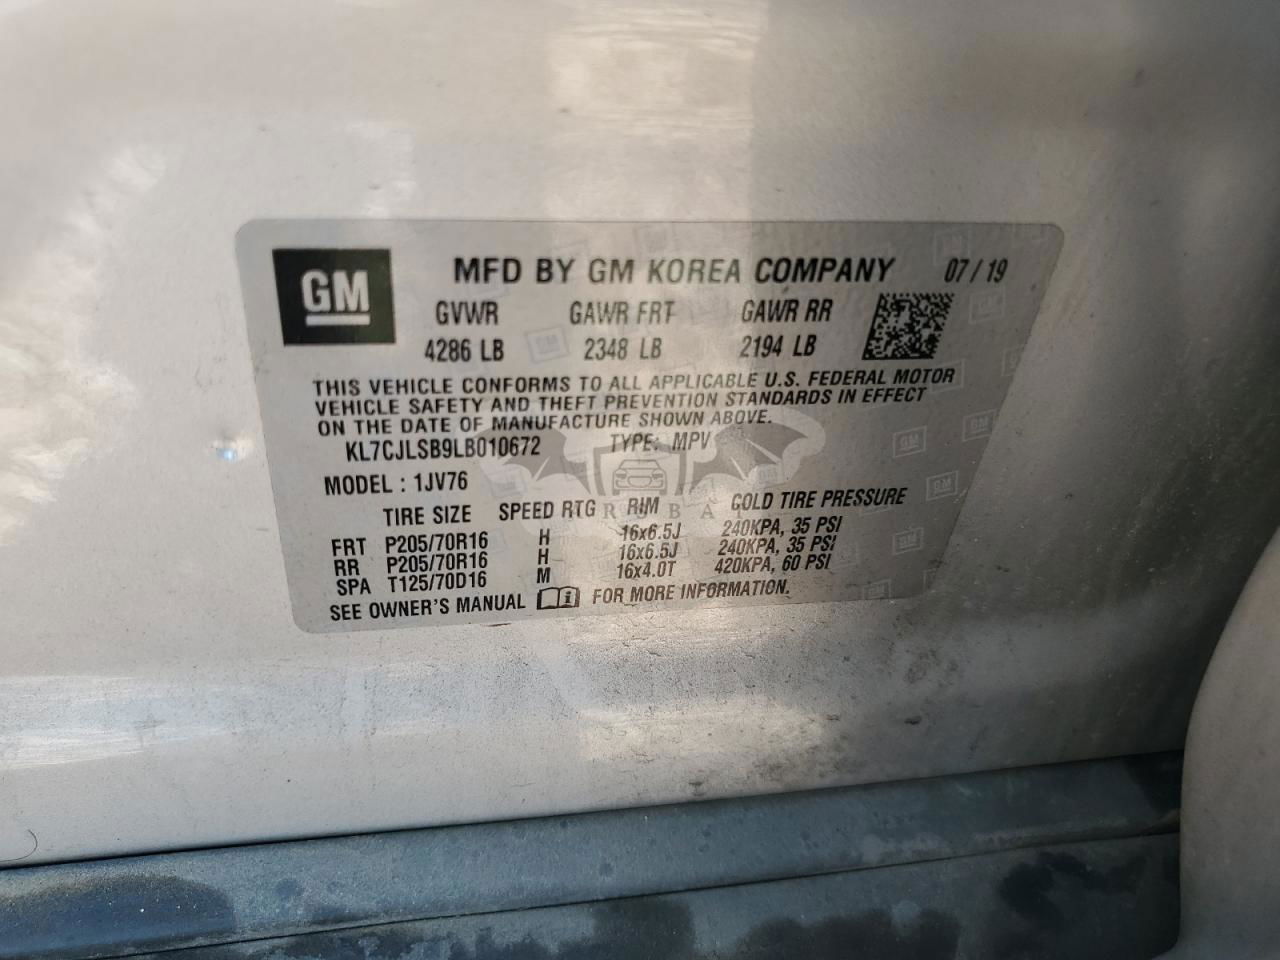 GM
MFD BY GM KOREA COMPANY 07/19
GVWR GAWR FRT GAWR RR
4286 LB 2348 LB 2194 LB
THIS VEHICLE CONFORMS TO ALL APPLICABLE U.S. FEDERAL MOTOR
VEHICLE SAFETY AND THEFT PREVENTION STANDARDS IN EFFECT
ON THE DATE OF MANUFACTURE SHOWN ABOVE.
KL7CJLSB9LB010672 TYPE: MPV
MODEL : 1JV76
TIRE SIZE SPEED RTG RIM COLD TIRE PRESSURE
FRT P205/70R16 H 16x6.5J 240KPA, 35 PSI
RR P205/70R16 H 16x6.5J 240KPA, 35 PSI
SPA T125/70D16 M 16x4.0T 420KPA, 60 PSI
SEE OWNER'S MANUAL FOR MORE INFORMATION.